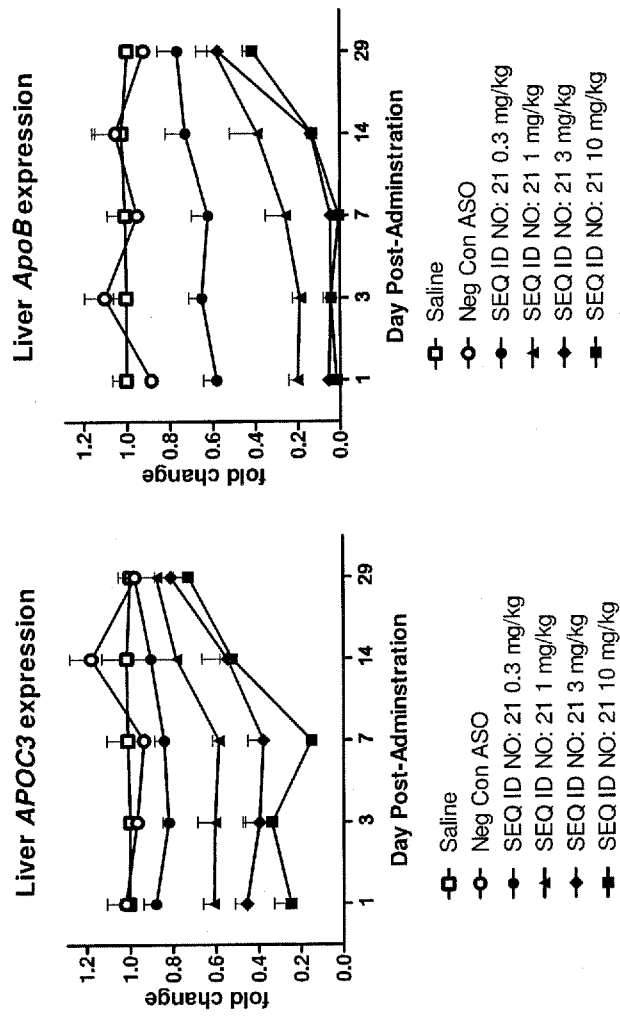 Liver APOC3 expression
fold change
1.2
1.0
0.8
0.6
0.4
0.2
0.0
1 3 7 14 29
Day Post-Adminstration
Saline
Neg Con ASO
SEQ ID NO: 21 0.3 mg/kg
SEQ ID NO: 21 1 mg/kg
SEQ ID NO: 21 3 mg/kg
SEQ ID NO: 21 10 mg/kg
Liver ApoB expression
fold change
1.2
1.0
0.8
0.6
0.4
0.2
0.0
1 3 7 14 29
Day Post-Adminstration
Saline
Neg Con ASO
SEQ ID NO: 21 0.3 mg/kg
SEQ ID NO: 21 1 mg/kg
SEQ ID NO: 21 3 mg/kg
SEQ ID NO: 21 10 mg/kg